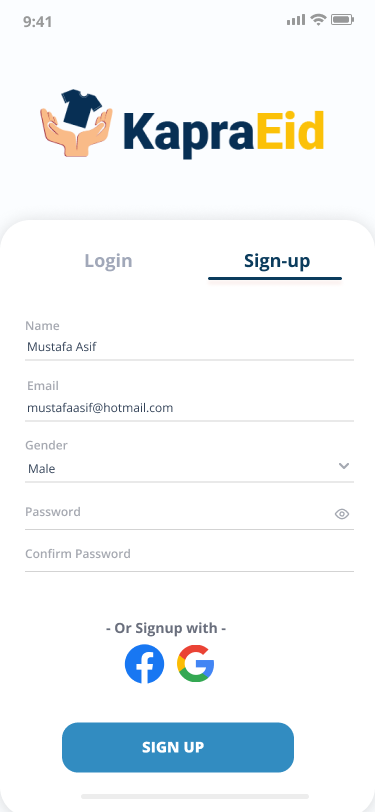 9:41
KapraEid
Login
Sign-up
Name
Mustafa Asif
Email
mustafaasif@hotmail.com
Gender
Male
Password
Confirm Password
- Or Signup with -
SIGN UP